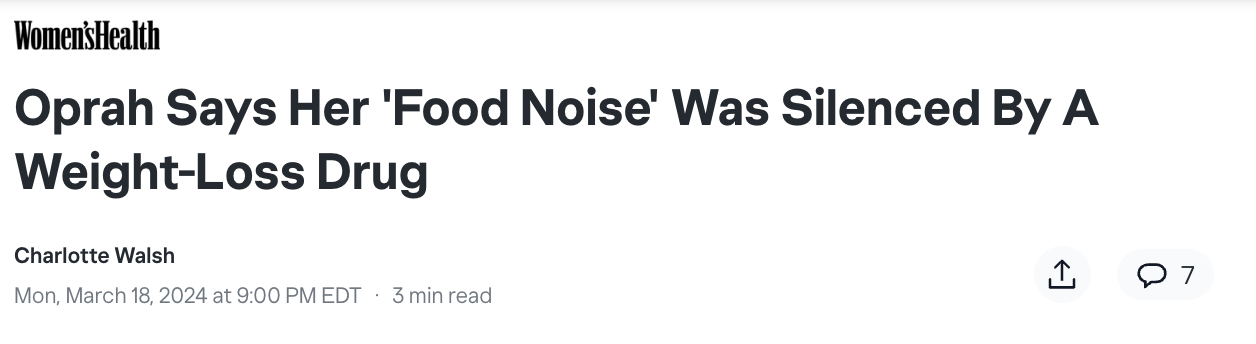 Women'sHealth
Oprah Says Her 'Food Noise' Was Silenced By A
Weight-Loss Drug
Charlotte Walsh
Mon, March 18, 2024 at 9:00 PM EDT · 3 min read
7